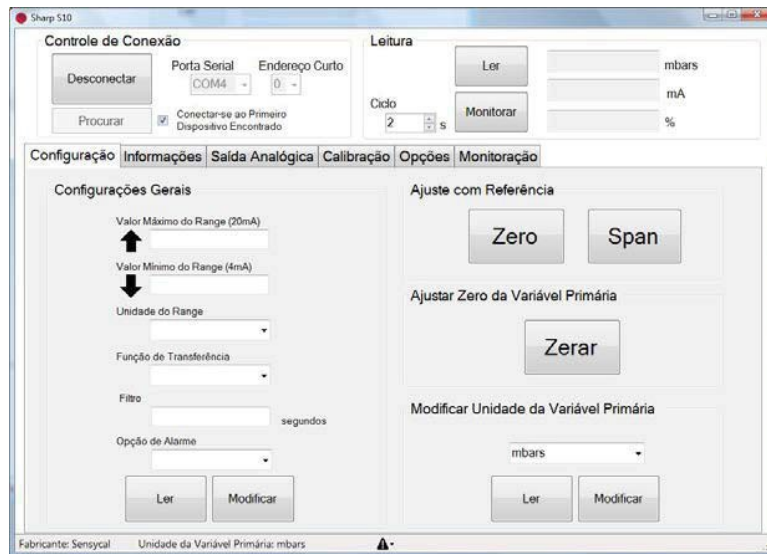 Sharp S10
Controle de Conexão
Desconectar
Porta Serial
COM4
Endereço Curto
0
Procurar
Conectar-se ao Primeiro
Dispositivo Encontrado
Leitura
Ler
mbars
mA
Ciclo
2
s
Monitorar
%
Configuração Informações Saída Analógica Calibração Opções Monitoração
Configurações Gerais
Valor Máximo do Range (20mA)
Valor Mínimo do Range (4mA)
Unidade do Range
Função de Transferência
Filtro
segundos
Opção de Alarme
Ler
Modificar
Ajuste com Referência
Zero
Span
Ajustar Zero da Variável Primária
Zerar
Modificar Unidade da Variável Primária
mbars
Ler
Modificar
Fabricante: Sensycal
Unidade da Variável Primária: mbars